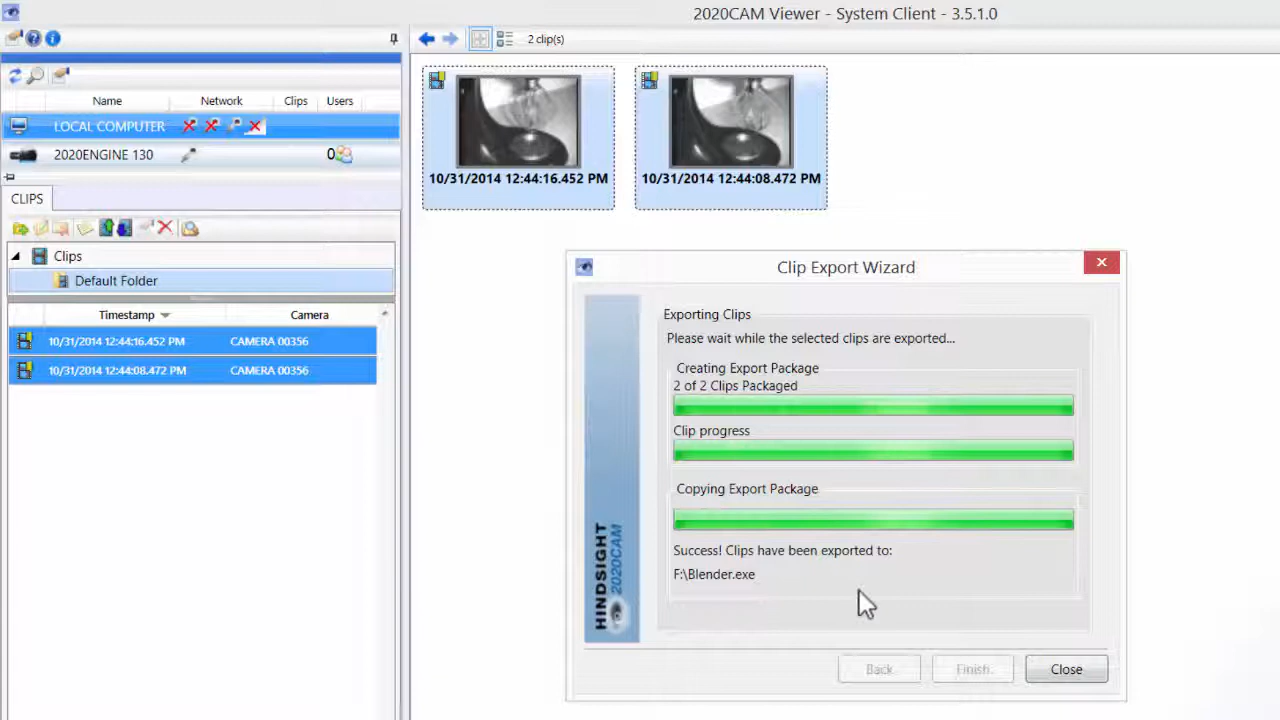 2020CAM Viewer - System Client - 3.5.1.0
2 clip(s)
Name Network Clips Users
LOCAL COMPUTER
2020ENGINE 130 0
CLIPS
Clips
Default Folder
Timestamp Camera
10/31/2014 12:44:16.452 PM CAMERA 00356
10/31/2014 12:44:08.472 PM CAMERA 00356
10/31/2014 12:44:16.452 PM
10/31/2014 12:44:08.472 PM
Clip Export Wizard
Exporting Clips
Please wait while the selected clips are exported...
Creating Export Package
2 of 2 Clips Packaged
Clip progress
Copying Export Package
Success! Clips have been exported to:
F:\Blender.exe
HINDSIGHT
2020CAM
Back Finish Close